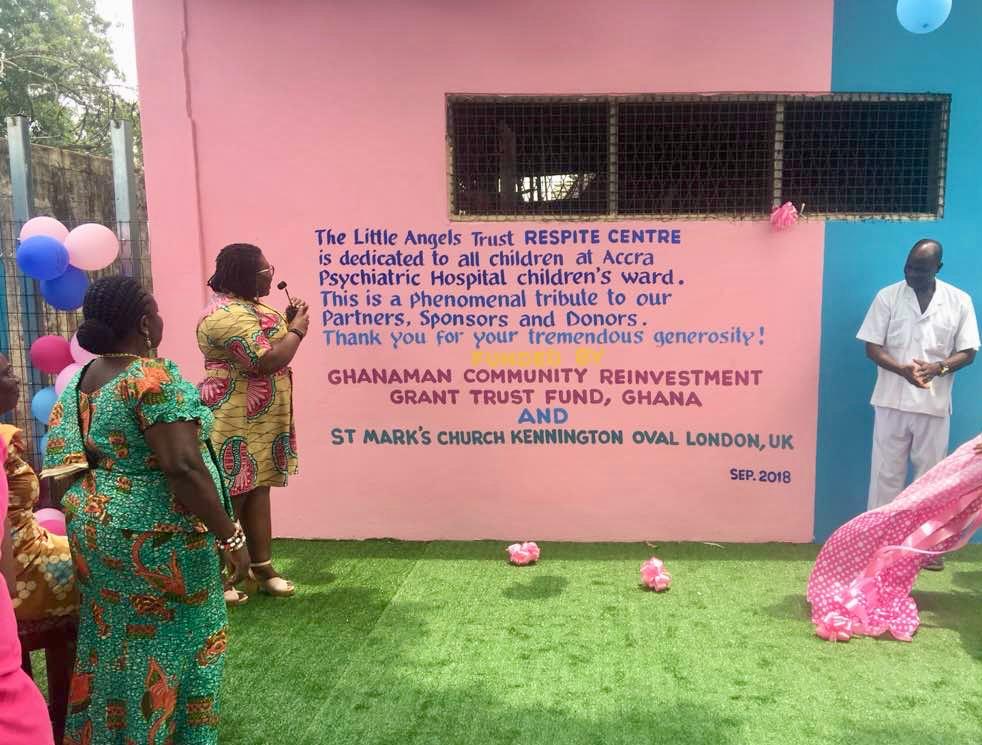 The Little Angels Trust RESPITE CENTRE
is dedicated to all children at Accra
Psychiatric Hospital children's ward.
This is a phenomenal tribute to our
Partners, Sponsors and Donors.
Thank you for your tremendous generosity!
FUNDED BY
GHANAMAN COMMUNITY REINVESTMENT
GRANT TRUST FUND, GHANA
AND
ST MARK'S CHURCH KENNINGTON OVAL LONDON, UK
SEP. 2018